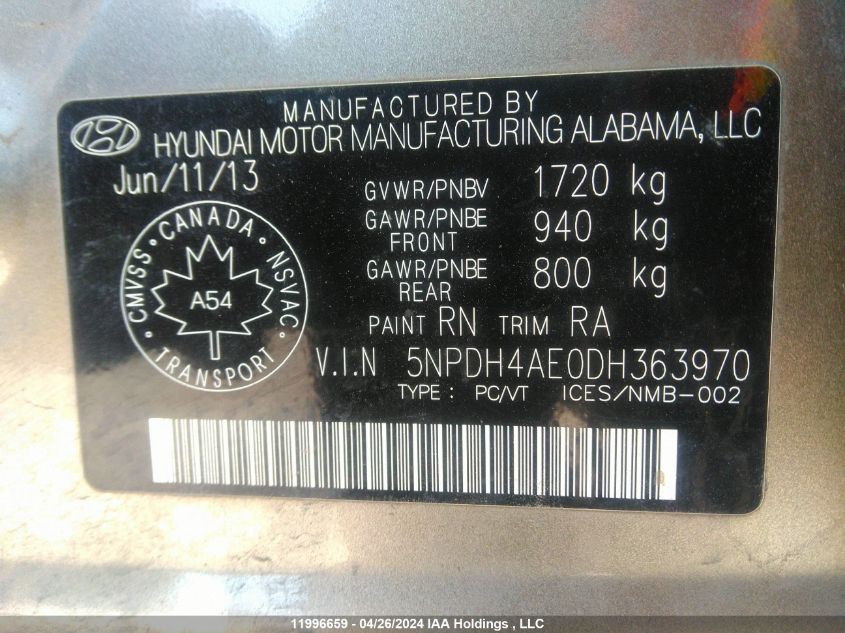 MANUFACTURED BY
HYUNDAI MOTOR MANUFACTURING ALABAMA, LLC
Jun/11/13
GVWR/PNBV 1720 kg
GAWR/PNBE FRONT 940 kg
GAWR/PNBE REAR 800 kg
CMVSS • CANADA • NSVAC •
A54
TRANSPORT
PAINT RN TRIM RA
V.I.N 5NPDH4AE0DH363970
TYPE : PC/VT ICES/NMB-002
11996659 - 04/26/2024 IAA Holdings , LLC